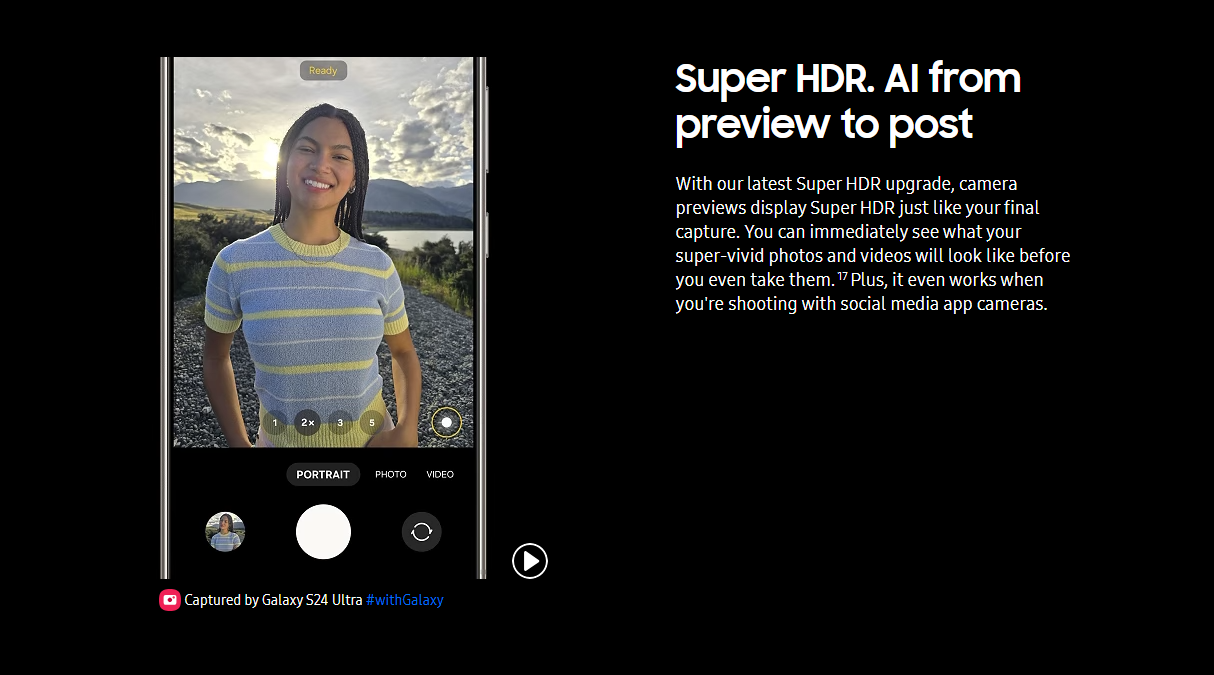 Ready
1 2× 3 5
PORTRAIT PHOTO VIDEO
Captured by Galaxy S24 Ultra #withGalaxy
Super HDR. AI from
preview to post
With our latest Super HDR upgrade, camera
previews display Super HDR just like your final
capture. You can immediately see what your
super-vivid photos and videos will look like before
you even take them.¹⁷ Plus, it even works when
you're shooting with social media app cameras.